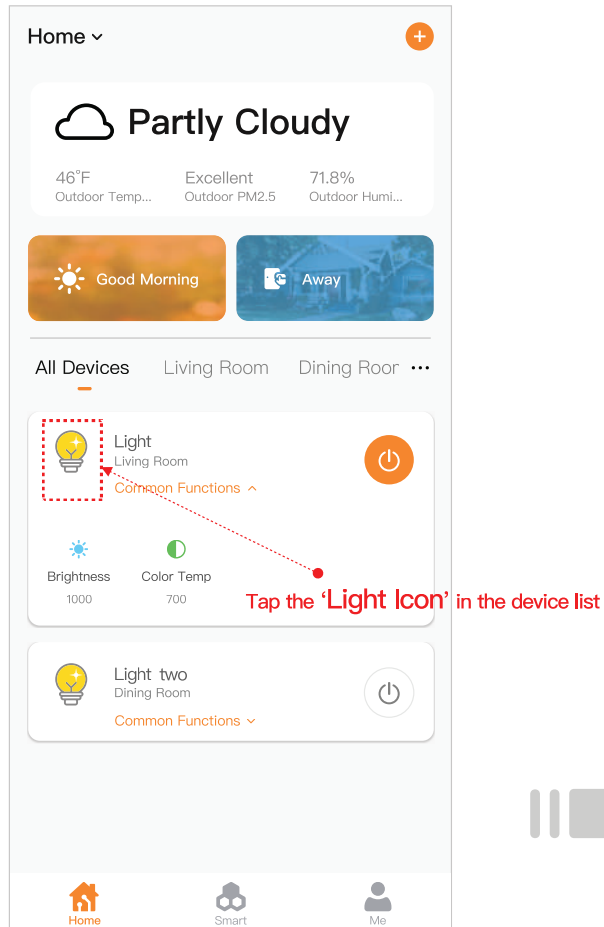 Home
Partly Cloudy
46°F Excellent 71.8%
Outdoor Temp... Outdoor PM2.5 Outdoor Humi...
Good Morning Away
All Devices Living Room Dining Roor ...
Light
Living Room
Common Functions
Brightness Color Temp
1000 700
Tap the ‘Light Icon’ in the device list
Light two
Dining Room
Common Functions
Home Smart Me